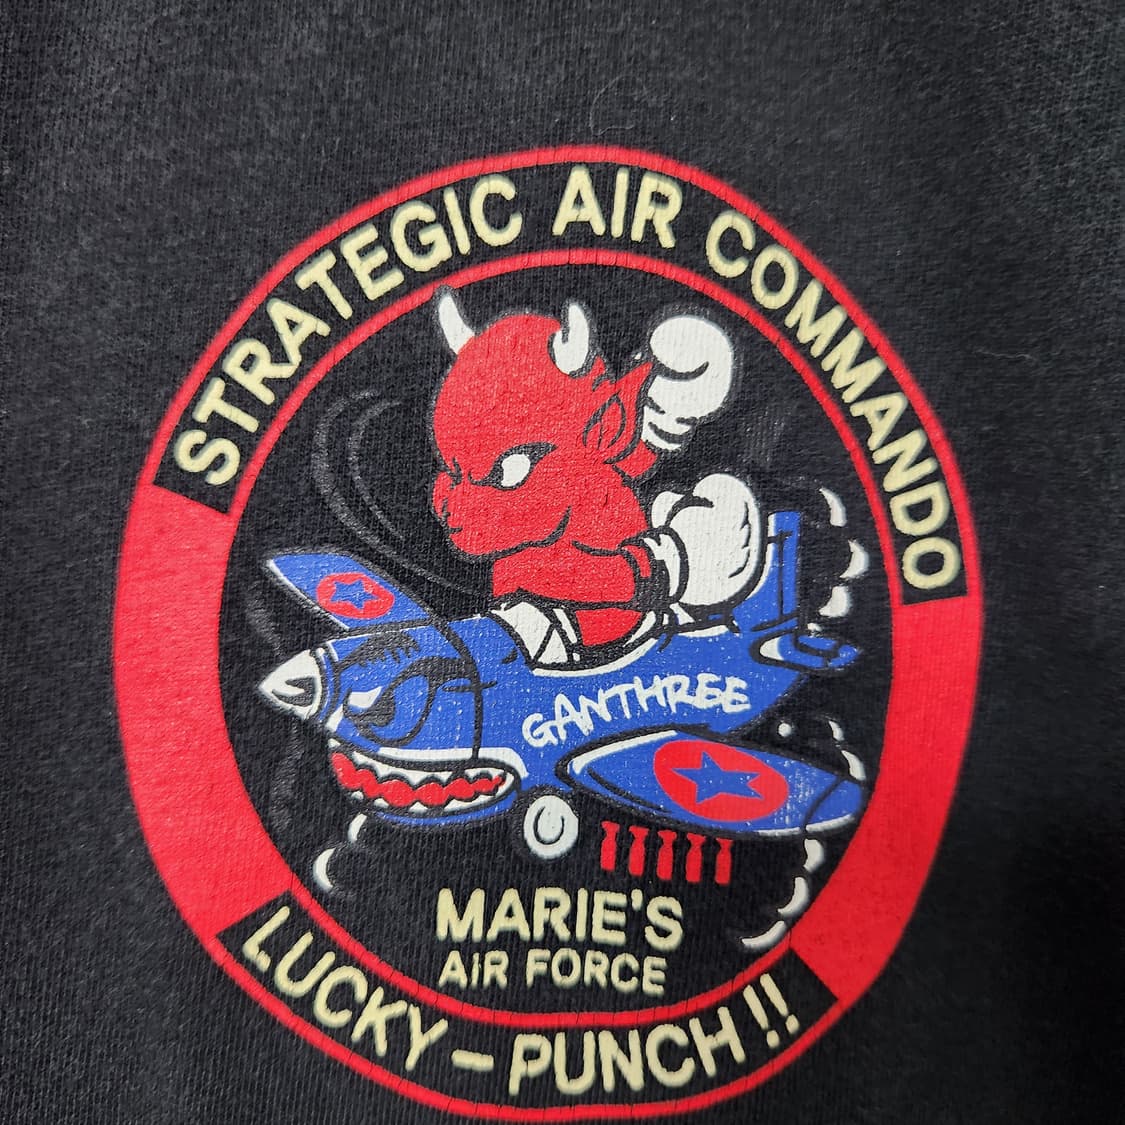 STRATEGIC AIR COMMANDO
GANTHREE
MARIE'S
AIR FORCE
LUCKY-PUNCH!!